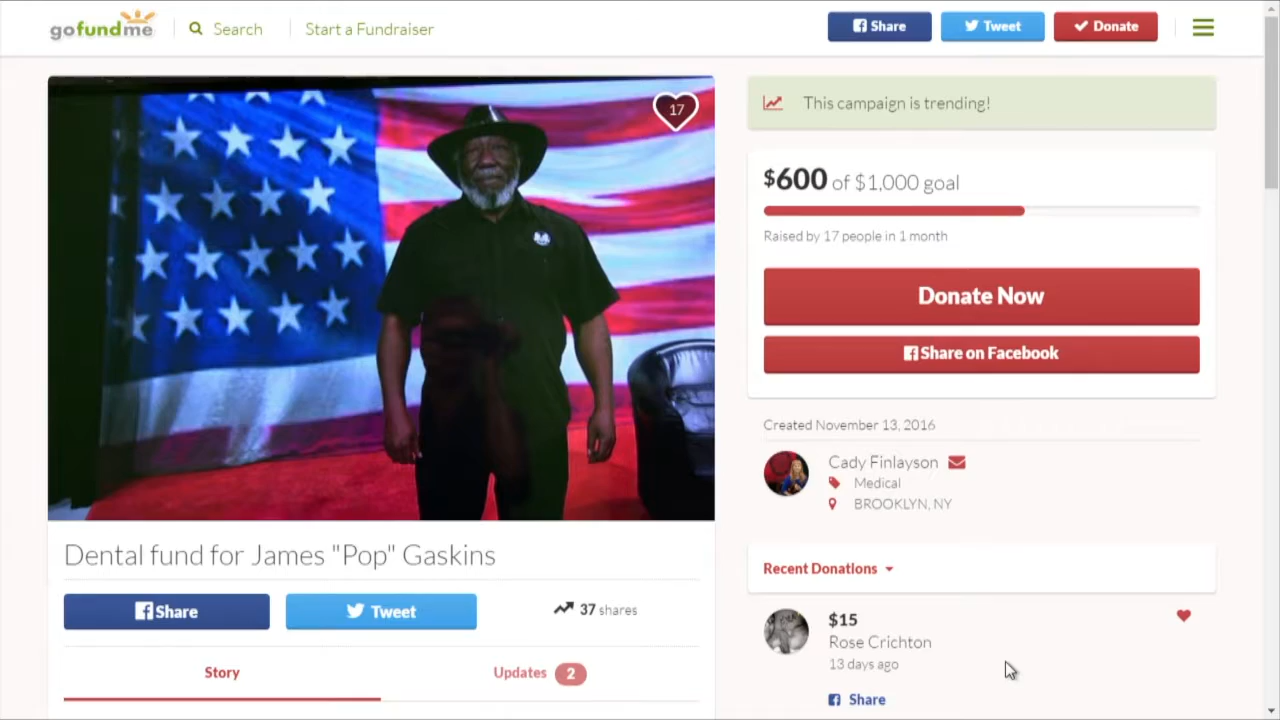 gofundme
Search
Start a Fundraiser
Share
Tweet
Donate
17
This campaign is trending!
$600 of $1,000 goal
Raised by 17 people in 1 month
Donate Now
Share on Facebook
Created November 13, 2016
Cady Finlayson
Medical
BROOKLYN, NY
Dental fund for James "Pop" Gaskins
Share
Tweet
37 shares
Story
Updates 2
Recent Donations
$15
Rose Crichton
13 days ago
Share